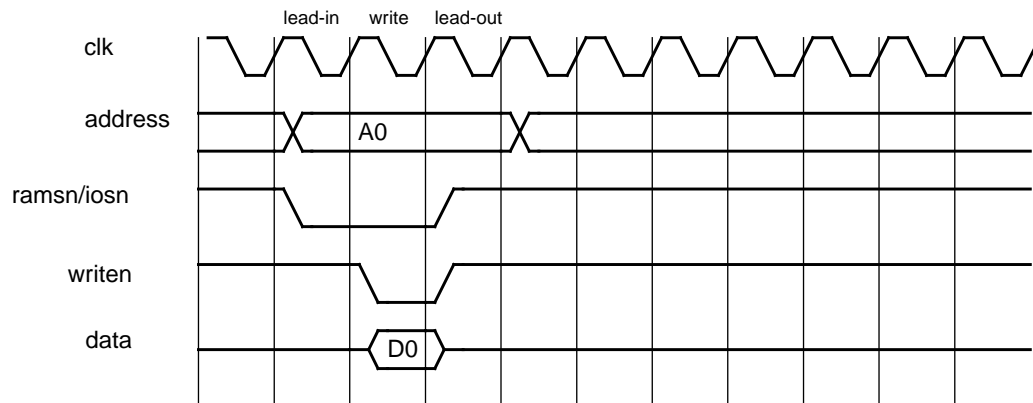 lead-in write lead-out
clk
address A0
ramsn/iosn
writen
data D0